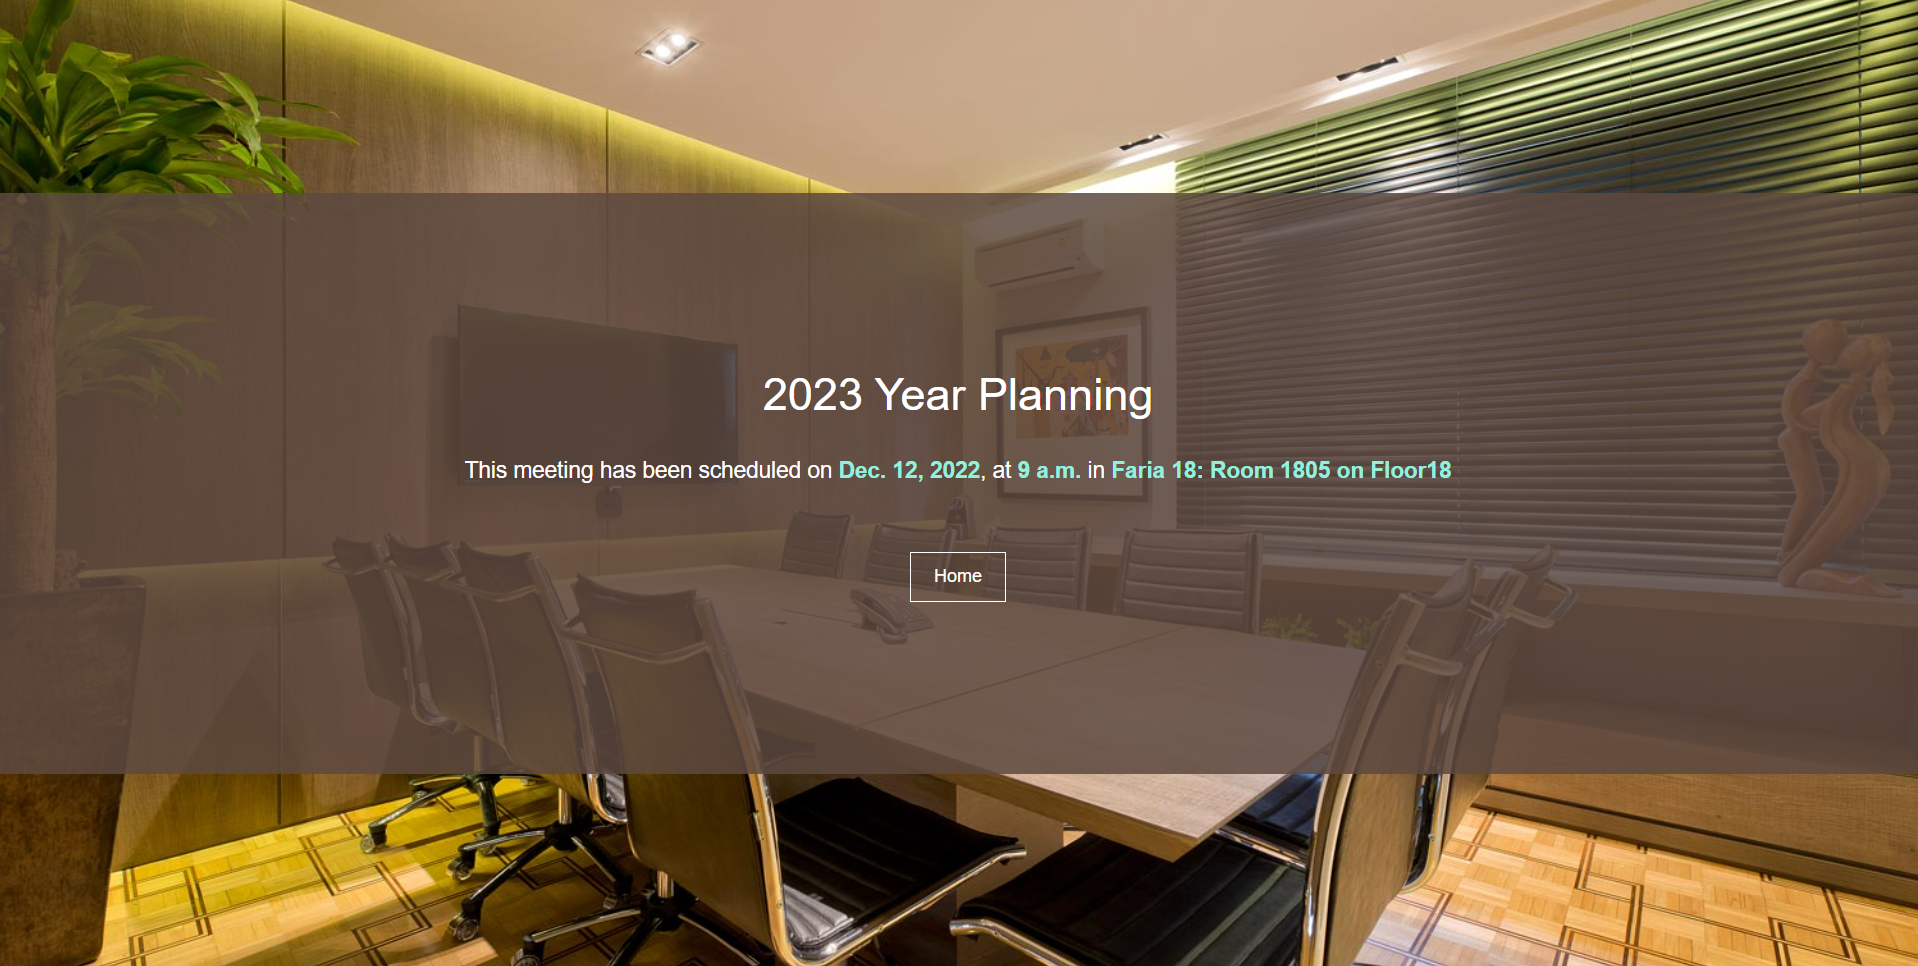 2023 Year Planning
This meeting has been scheduled on Dec. 12, 2022, at 9 a.m. in Faria 18: Room 1805 on Floor18
Home